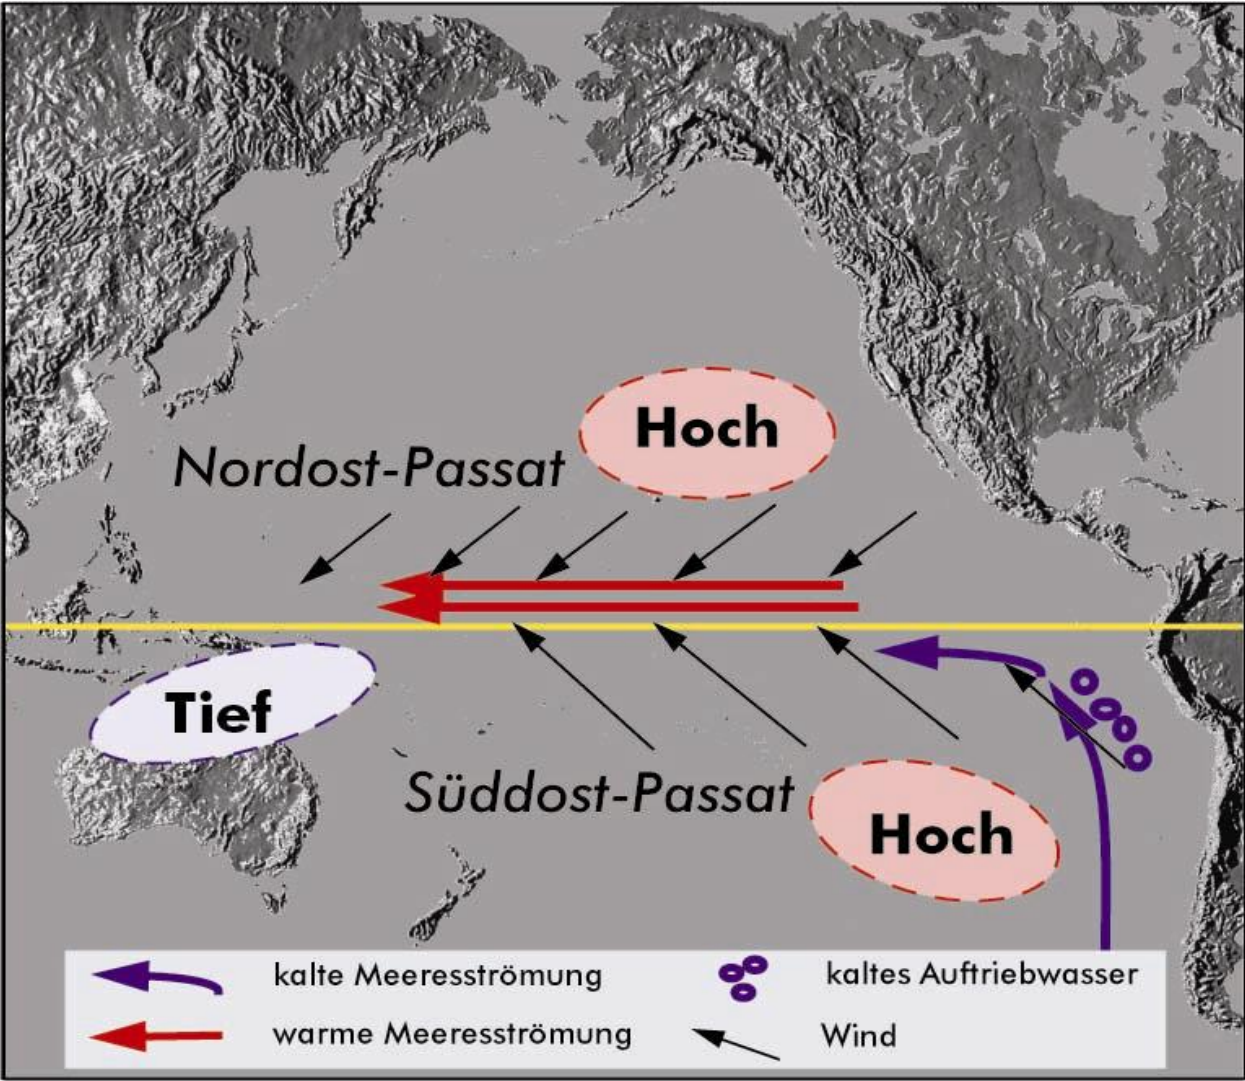 Hoch
Nordost-Passat
Tief
Süddost-Passat
Hoch
kalte Meeresströmung
kaltes Auftriebwasser
warme Meeresströmung
Wind